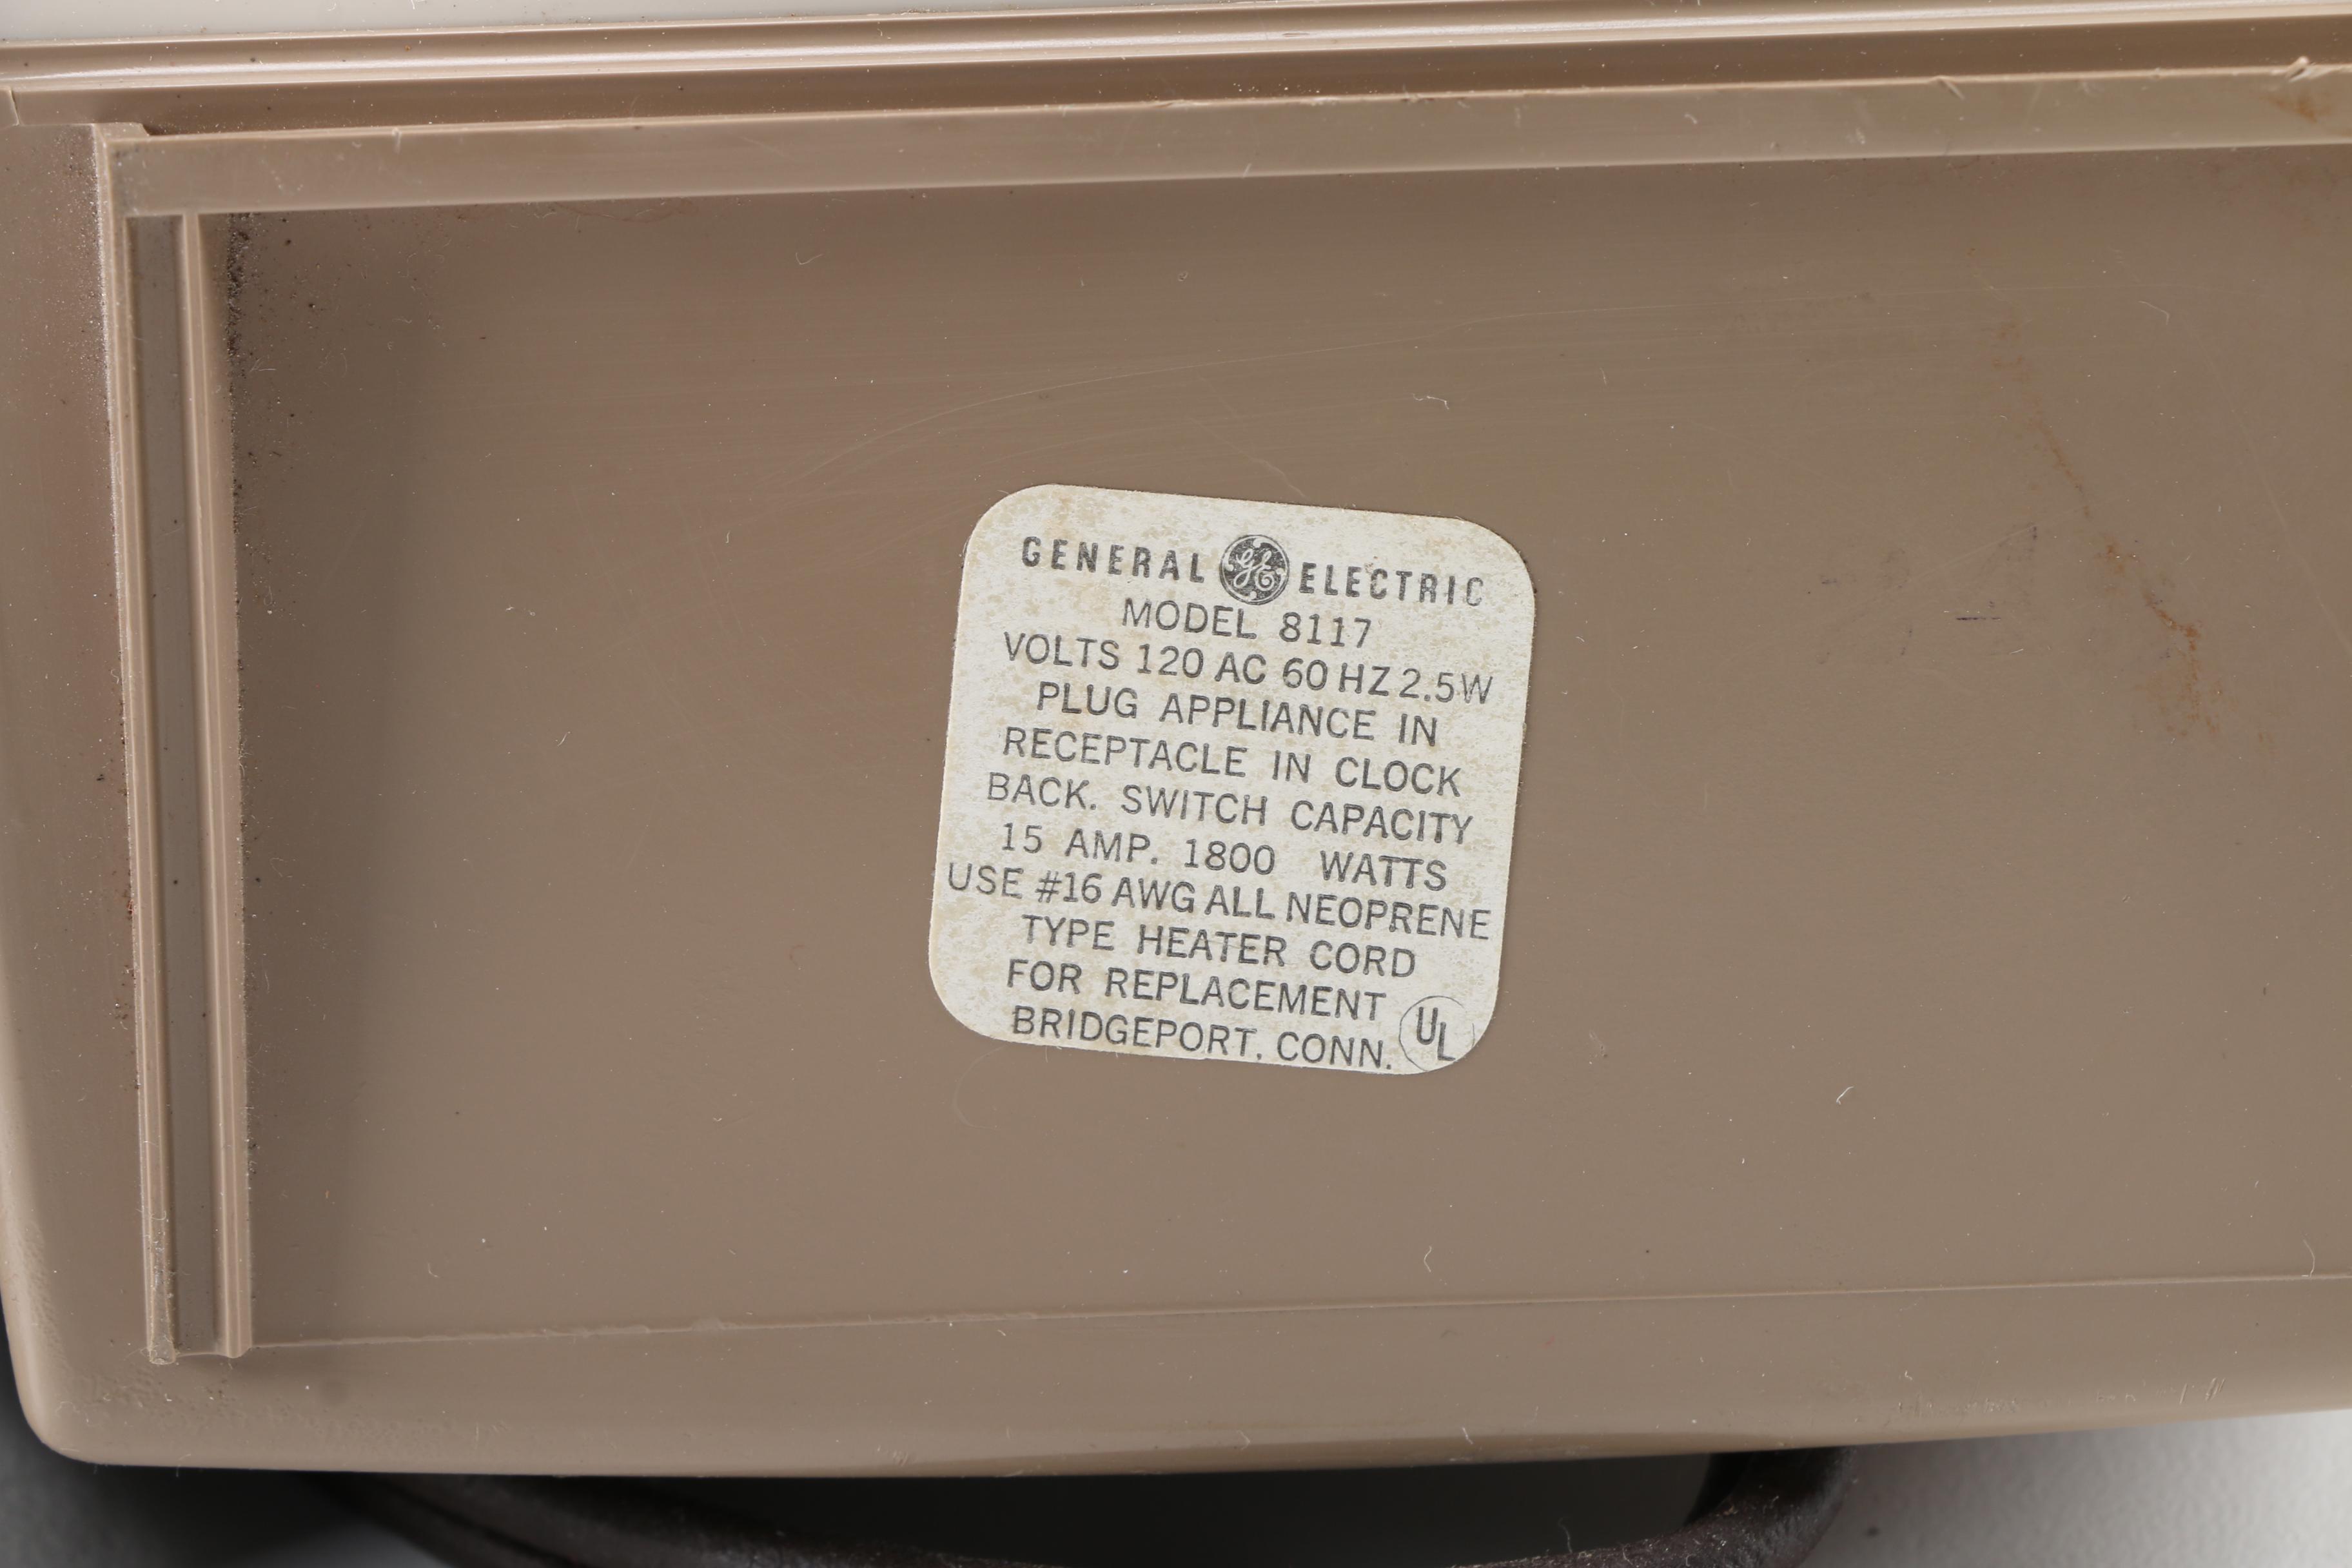 GENERAL GE ELECTRIC
MODEL 8117
VOLTS 120 AC 60 HZ 2.5W
PLUG APPLIANCE IN
RECEPTACLE IN CLOCK
BACK. SWITCH CAPACITY
15 AMP. 1800 WATTS
USE #16 AWG ALL NEOPRENE
TYPE HEATER CORD
FOR REPLACEMENT
BRIDGEPORT, CONN. UL